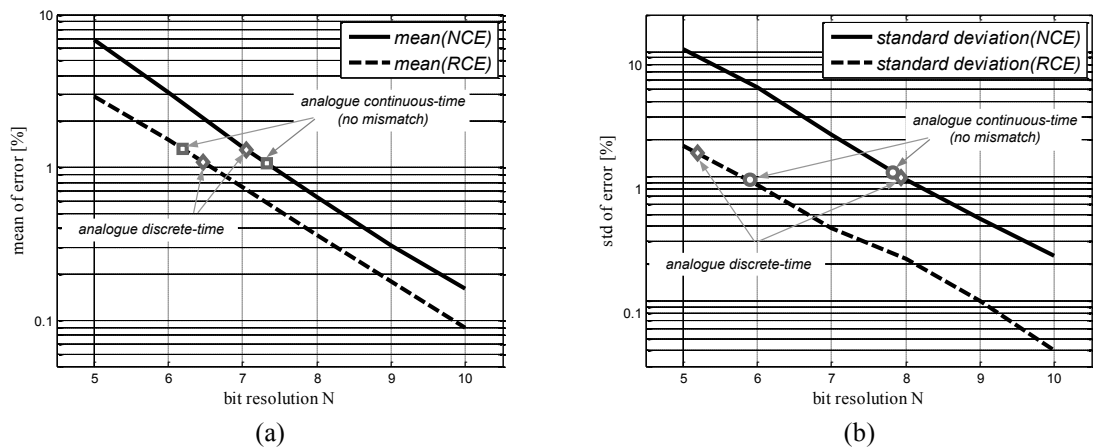 10
1
0.1
mean of error [%]
mean(NCE)
mean(RCE)
analogue continuous-time
(no mismatch)
analogue discrete-time
5 6 7 8 9 10
bit resolution N
(a)
10
1
0.1
std of error [%]
standard deviation(NCE)
standard deviation(RCE)
analogue continuous-time
(no mismatch)
analogue discrete-time
5 6 7 8 9 10
bit resolution N
(b)